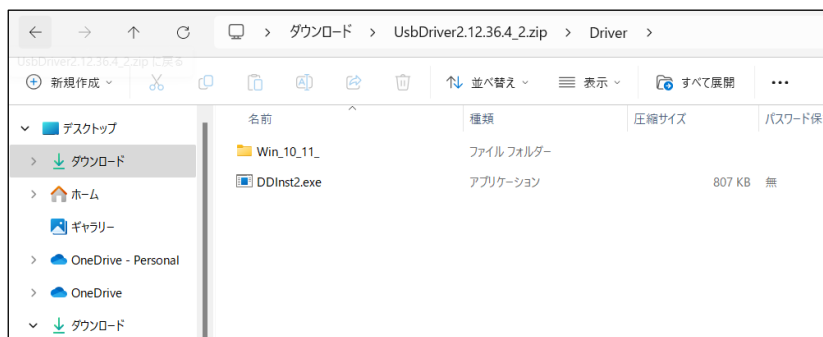 ダウンロード > UsbDriver2.12.36.4_2.zip > Driver >
UsbDriver2.12.36.4_2.zip に戻る
新規作成 並べ替え 表示 すべて展開 ...
名前 種類 圧縮サイズ パスワード保
デスクトップ
ダウンロード
ホーム
ギャラリー
OneDrive - Personal
OneDrive
ダウンロード
Win_10_11_ ファイル フォルダー
DDInst2.exe アプリケーション 807 KB 無